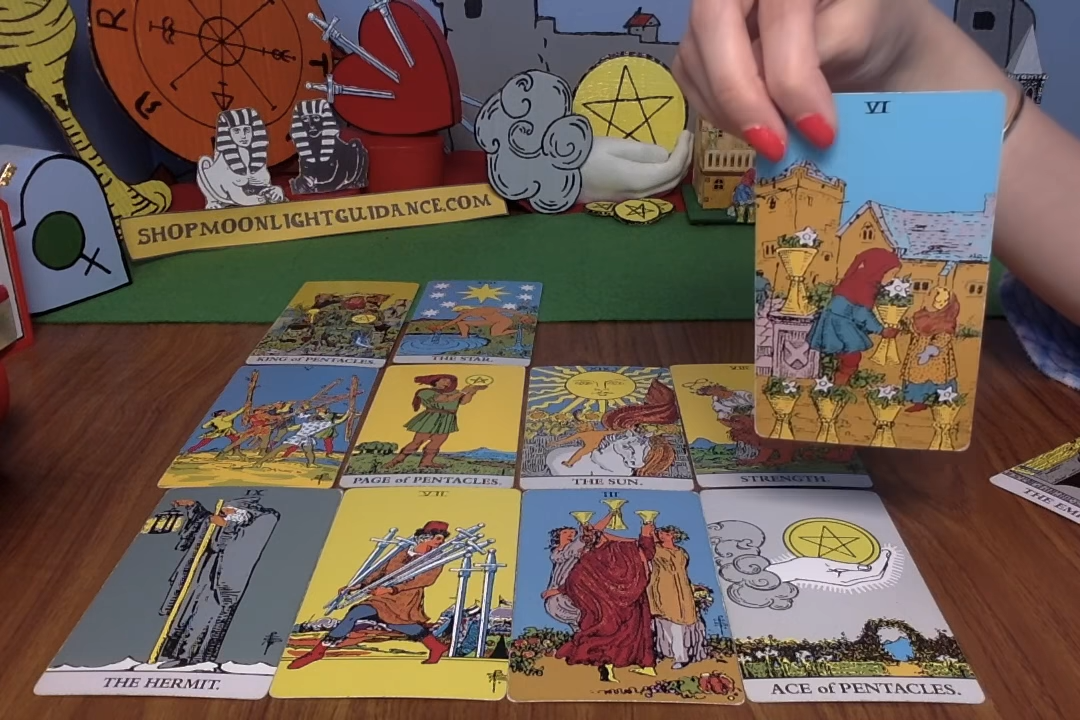 R
T
SHOPMOONLIGHTGUIDANCE.COM
VI
KING of PENTACLES.
THE STAR.
PAGE of PENTACLES.
THE SUN.
STRENGTH.
IX
VII
III
THE HERMIT.
ACE of PENTACLES.